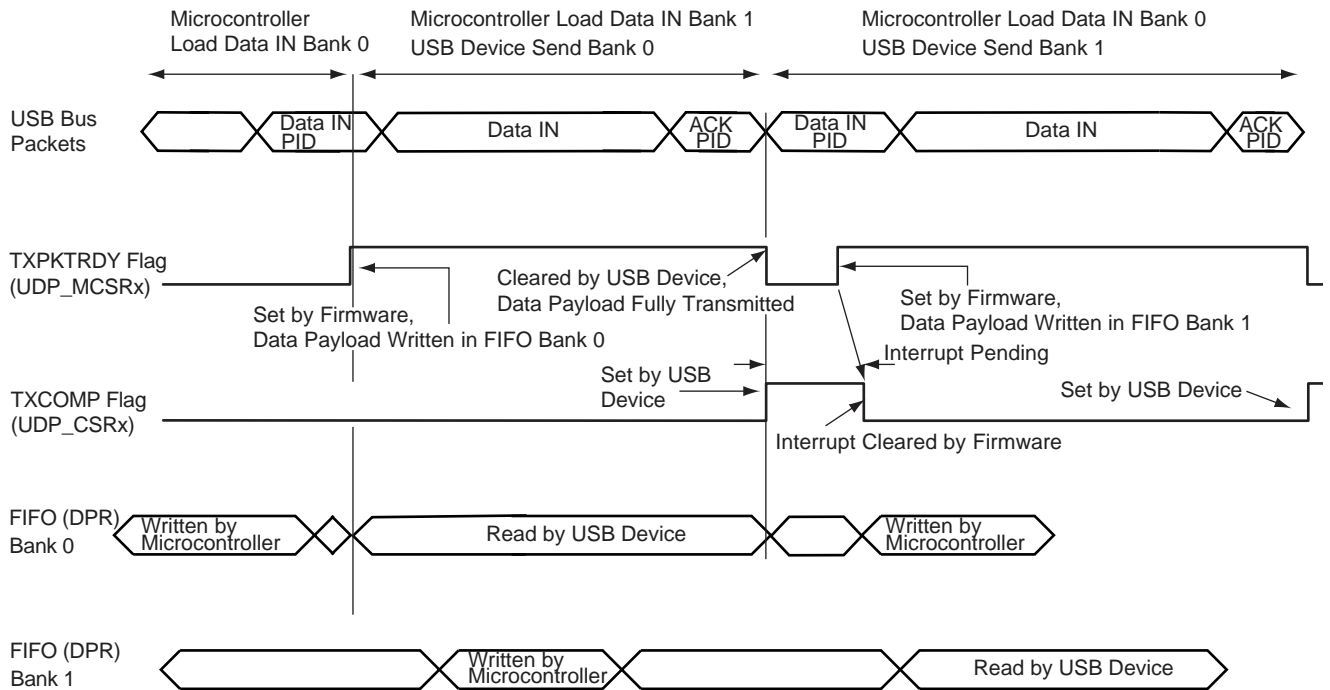 Microcontroller
Load Data IN Bank 0
Microcontroller Load Data IN Bank 1
USB Device Send Bank 0
Microcontroller Load Data IN Bank 0
USB Device Send Bank 1
USB Bus
Packets
Data IN
PID
Data IN
ACK
PID
Data IN
PID
Data IN
ACK
PID
TXPKTRDY Flag
(UDP_MCSRx)
Set by Firmware,
Data Payload Written in FIFO Bank 0
Cleared by USB Device,
Data Payload Fully Transmitted
Set by Firmware,
Data Payload Written in FIFO Bank 1
Interrupt Pending
Set by USB
Device
TXCOMP Flag
(UDP_CSRx)
Set by USB Device
Interrupt Cleared by Firmware
FIFO (DPR)
Bank 0
Written by
Microcontroller
Read by USB Device
Written by
Microcontroller
FIFO (DPR)
Bank 1
Written by
Microcontroller
Read by USB Device